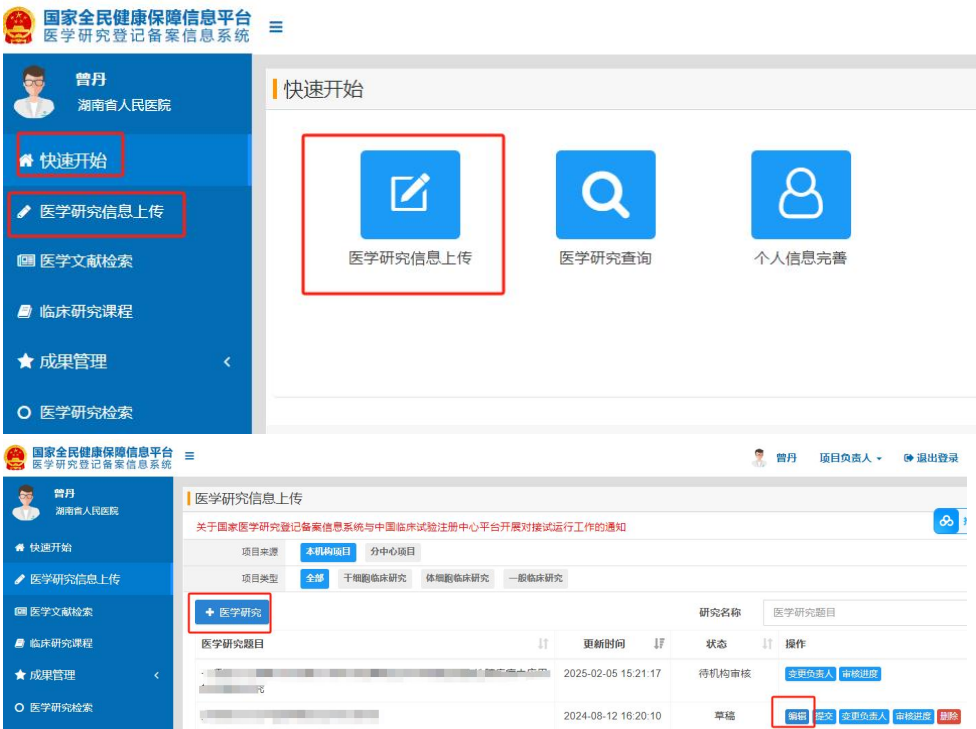 国家全民健康保障信息平台
医学研究登记备案信息系统
曾丹
湖南省人民医院
快速开始
医学研究信息上传
医学文献检索
临床研究课程
成果管理
医学研究检索
快速开始
医学研究信息上传
医学研究查询
个人信息完善
国家全民健康保障信息平台
医学研究登记备案信息系统
曾丹 项目负责人 退出登录
曾丹
湖南省人民医院
快速开始
医学研究信息上传
医学文献检索
临床研究课程
成果管理
医学研究检索
医学研究信息上传
关于国家医学研究登记备案信息系统与中国临床试验注册中心平台开展对接试运行工作的通知
项目来源 本机构项目 分中心项目
项目类型 全部 干细胞临床研究 体细胞临床研究 一般临床研究
+ 医学研究 研究名称 医学研究题目
医学研究题目 更新时间 状态 操作
2025-02-05 15:21:17 待机构审核 变更负责人 审核进度
2024-08-12 16:20:10 草稿 编辑 提交 变更负责人 审核进度 删除